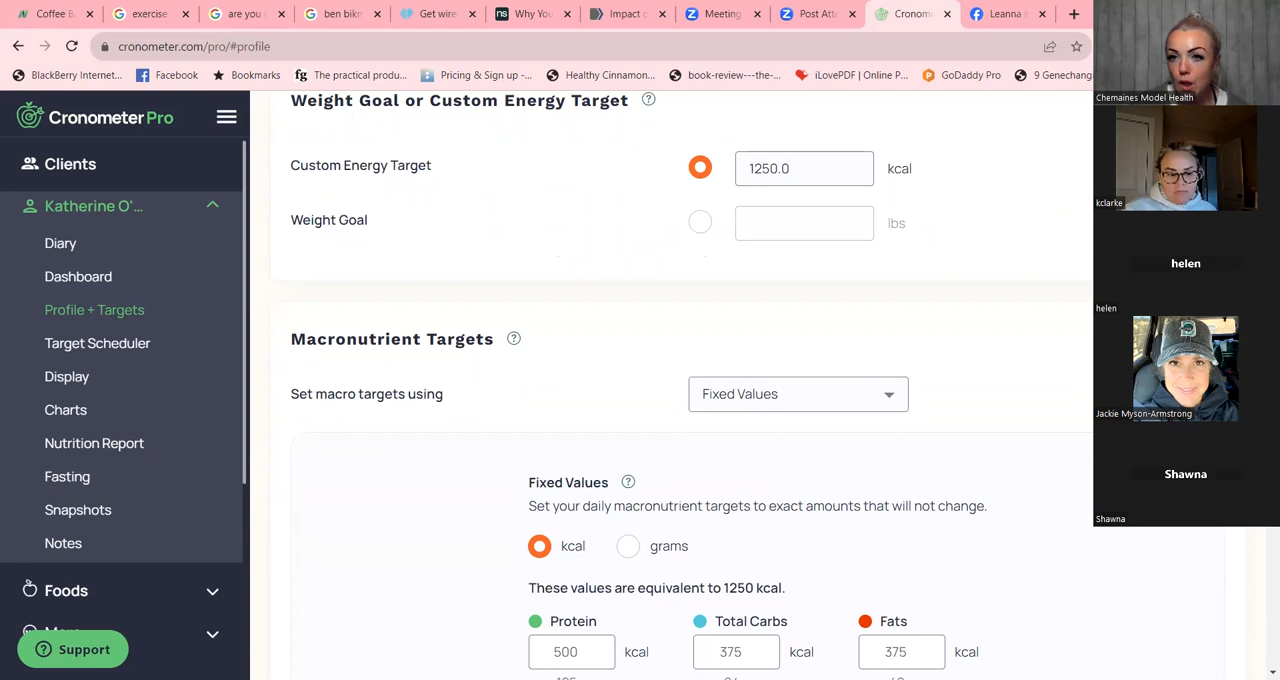 Coffee B
exercise
are you
ben bikm
Get wire
Why You
Impact o
Meeting
Post Atte
Cronom
Leanna
cronometer.com/pro/#profile
BlackBerry Internet...
Facebook
Bookmarks
fg The practical produ...
Pricing & Sign up -...
Healthy Cinnamon...
book-review---the-...
iLovePDF | Online P...
GoDaddy Pro
9 Genechang
Cronometer Pro
Clients
Katherine O'...
Diary
Dashboard
Profile + Targets
Target Scheduler
Display
Charts
Nutrition Report
Fasting
Snapshots
Notes
Foods
Support
Weight Goal or Custom Energy Target ?
Custom Energy Target 1250.0 kcal
Weight Goal lbs
Macronutrient Targets ?
Set macro targets using Fixed Values
Fixed Values ?
Set your daily macronutrient targets to exact amounts that will not change.
kcal grams
These values are equivalent to 1250 kcal.
Protein Total Carbs Fats
500 kcal 375 kcal 375 kcal
Chemaines Model Health
kclarke
helen
helen
Jackie Myson-Armstrong
Shawna
Shawna